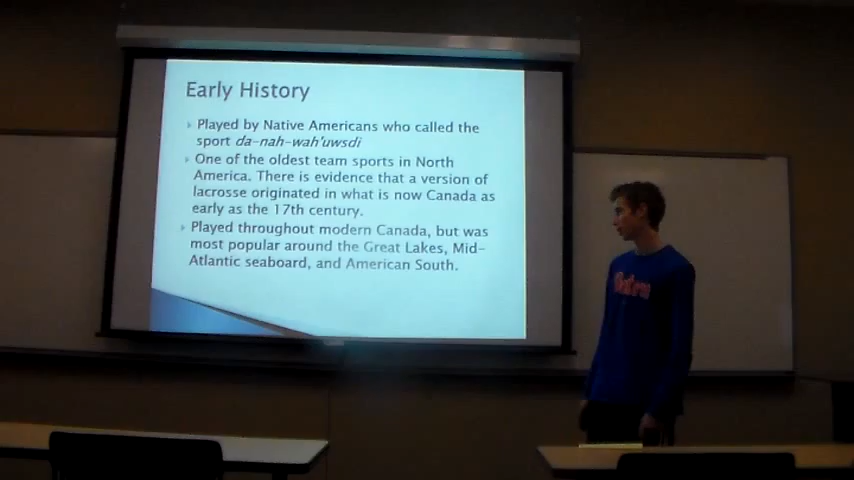 Early History
Played by Native Americans who called the
sport da-nah-wah'uwsdi
One of the oldest team sports in North
America. There is evidence that a version of
lacrosse originated in what is now Canada as
early as the 17th century.
Played throughout modern Canada, but was
most popular around the Great Lakes, Mid-
Atlantic seaboard, and American South.